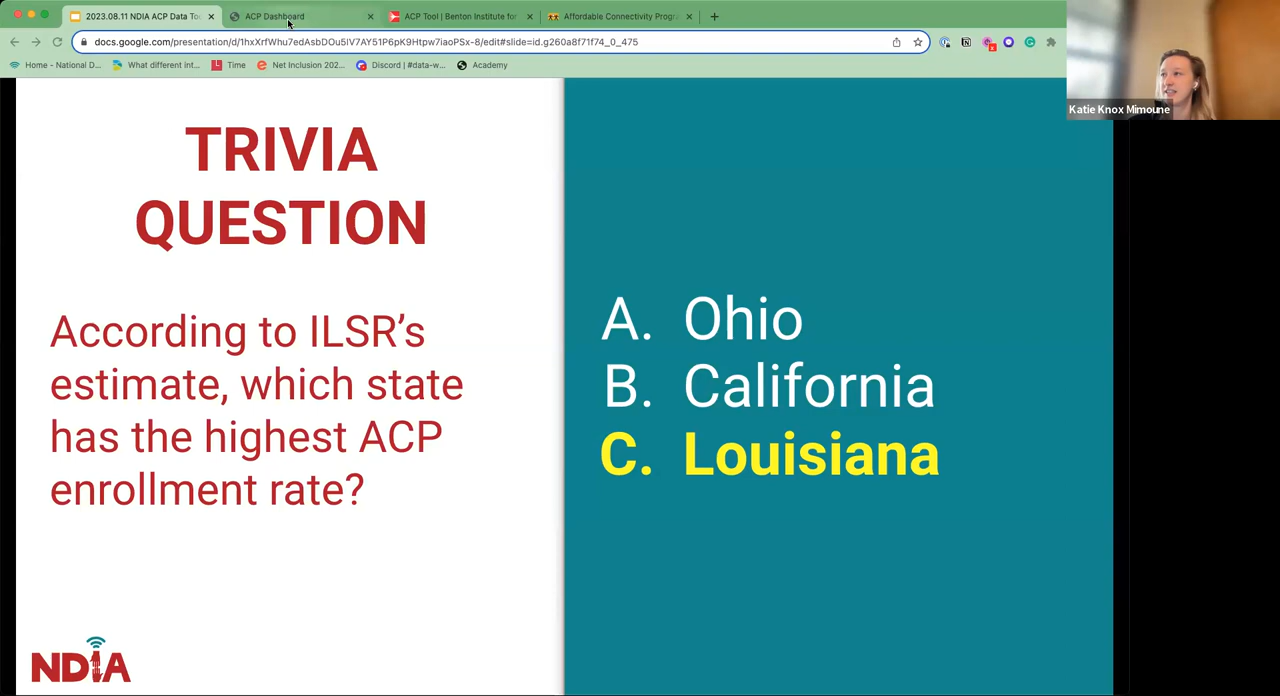 2023.08.11 NDIA ACP Data Too
ACP Dashboard
ACP Tool | Benton Institute for
Affordable Connectivity Progra
docs.google.com/presentation/d/1hxXrfWhu7edAsbDOu5IV7AY51P6pK9Htpw7iaoPSx-8/edit#slide=id.g260a8f71f74_0_475
Home - National D...
What different int...
Time
Net Inclusion 202...
Discord | #data-w...
Academy
Katie Knox Mimoune
TRIVIA
QUESTION
According to ILSR's
estimate, which state
has the highest ACP
enrollment rate?
A. Ohio
B. California
C. Louisiana
NDIA